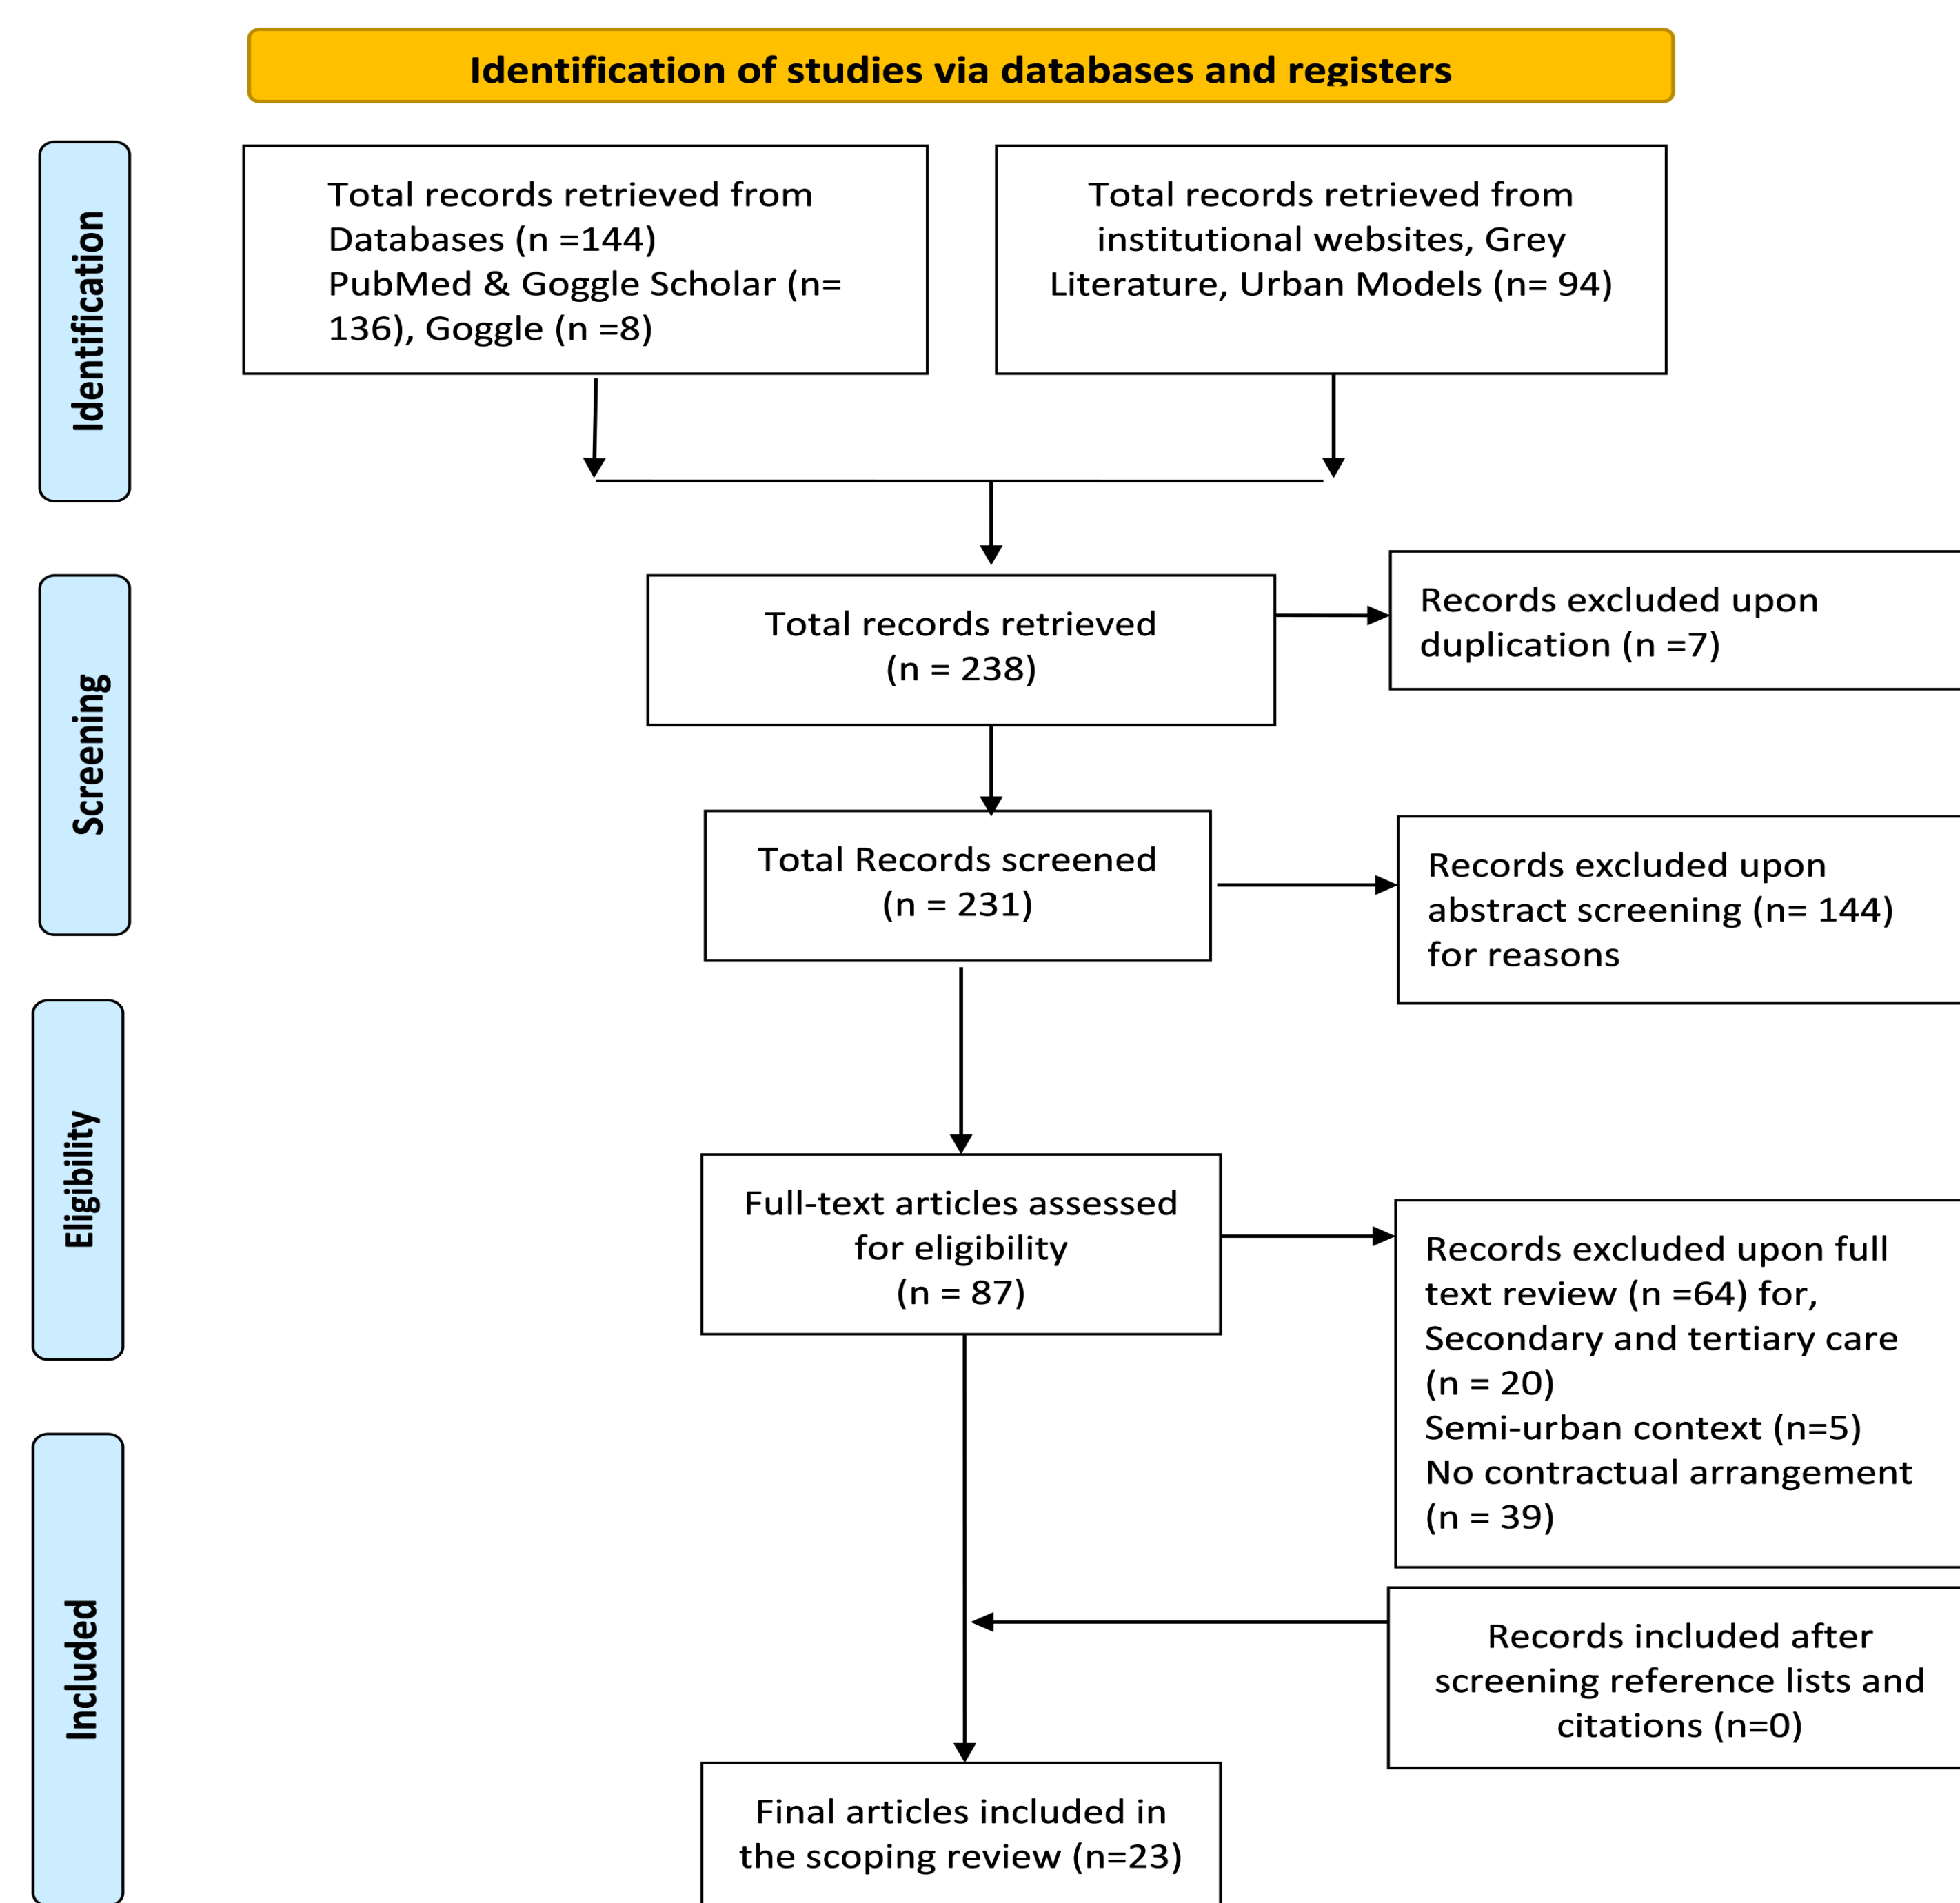 Identification of studies via databases and registers
Identification
Total records retrieved from
Databases (n =144)
PubMed & Goggle Scholar (n=
136), Goggle (n =8)
Total records retrieved from
institutional websites, Grey
Literature, Urban Models (n= 94)
Screening
Total records retrieved
(n = 238)
Records excluded upon
duplication (n =7)
Total Records screened
(n = 231)
Records excluded upon
abstract screening (n= 144)
for reasons
Eligibility
Full-text articles assessed
for eligibility
(n = 87)
Records excluded upon full
text review (n =64) for,
Secondary and tertiary care
(n = 20)
Semi-urban context (n=5)
No contractual arrangement
(n = 39)
Included
Records included after
screening reference lists and
citations (n=0)
Final articles included in
the scoping review (n=23)